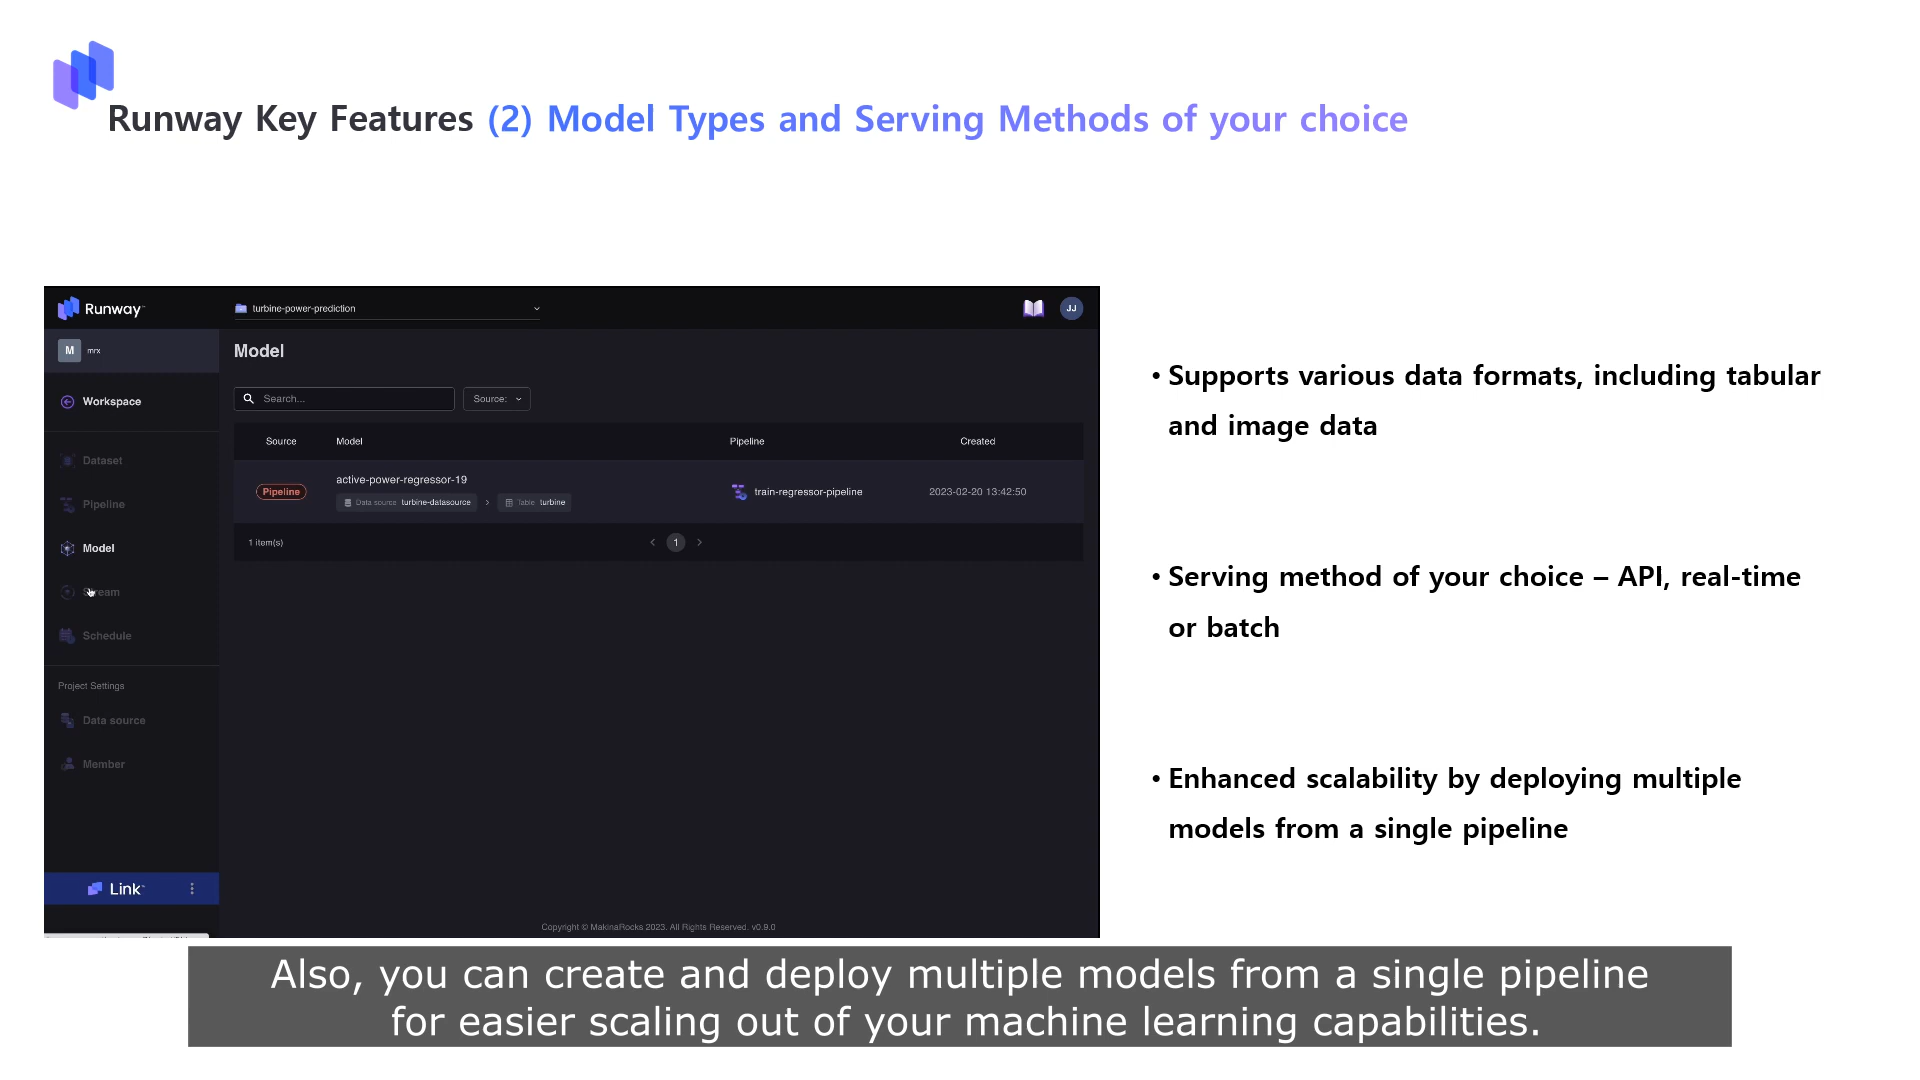 Runway Key Features (2) Model Types and Serving Methods of your choice
Runway™
turbine-power-prediction
JJ
M mrx
Model
Workspace
Search...
Source:
Source Model Pipeline Created
Dataset
active-power-regressor-19
Pipeline
train-regressor-pipeline
2023-02-20 13:42:50
Data source turbine-datasource > Table turbine
Pipeline
1 item(s)
< 1 >
Model
Stream
Schedule
Project Settings
Data source
Member
Link™
Copyright © MakinaRocks 2023. All Rights Reserved. v0.9.0
• Supports various data formats, including tabular
and image data
• Serving method of your choice – API, real-time
or batch
• Enhanced scalability by deploying multiple
models from a single pipeline
Also, you can create and deploy multiple models from a single pipeline
for easier scaling out of your machine learning capabilities.